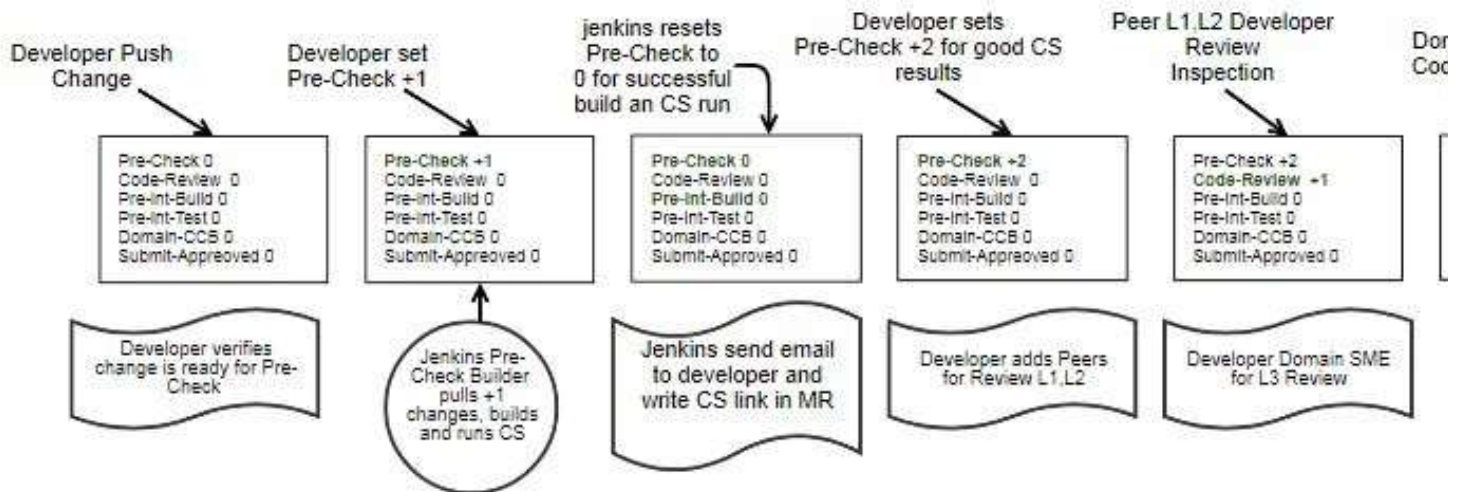 Developer Push
Change
Developer set
Pre-Check +1
jenkins resets
Pre-Check to
0 for successful
build an CS run
Developer sets
Pre-Check +2 for good CS
results
Peer L1,L2 Developer
Review
Inspection
Pre-Check 0
Code-Review 0
Pre-Int-Build 0
Pre-Int-Test 0
Domain-CCB 0
Submit-Appreoved 0
Pre-Check +1
Code-Review 0
Pre-Int-Build 0
Pre-Int-Test 0
Domain-CCB 0
Submit-Approved 0
Pre-Check 0
Code-Review 0
Pre-Int-Build 0
Pre-Int-Test 0
Domain-CCB 0
Submit-Approved 0
Pre-Check +2
Code-Review 0
Pre-Int-Build 0
Pre-Int-Test 0
Domain-CCB 0
Submit-Approved 0
Pre-Check +2
Code-Review +1
Pre-Int-Build 0
Pre-Int-Test 0
Domain-CCB 0
Submit-Approved 0
Developer verifies
change is ready for Pre-
Check
Jenkins Pre-
Check Builder
pulls +1
changes, builds
and runs CS
Jenkins send email
to developer and
write CS link in MR
Developer adds Peers
for Review L1,L2
Developer Domain SME
for L3 Review